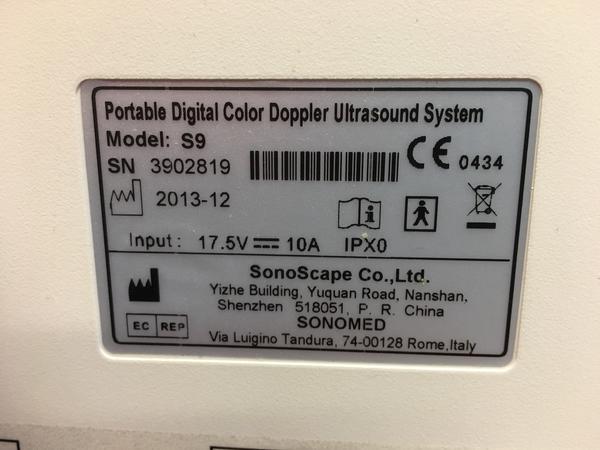 Portable Digital Color Doppler Ultrasound System
Model: S9
SN 3902819
CE 0434
2013-12
i
Input: 17.5V 10A IPX0
SonoScape Co.,Ltd.
Yizhe Building, Yuquan Road, Nanshan,
Shenzhen 518051, P. R. China
EC REP
SONOMED
Via Luigino Tandura, 74-00128 Rome,Italy